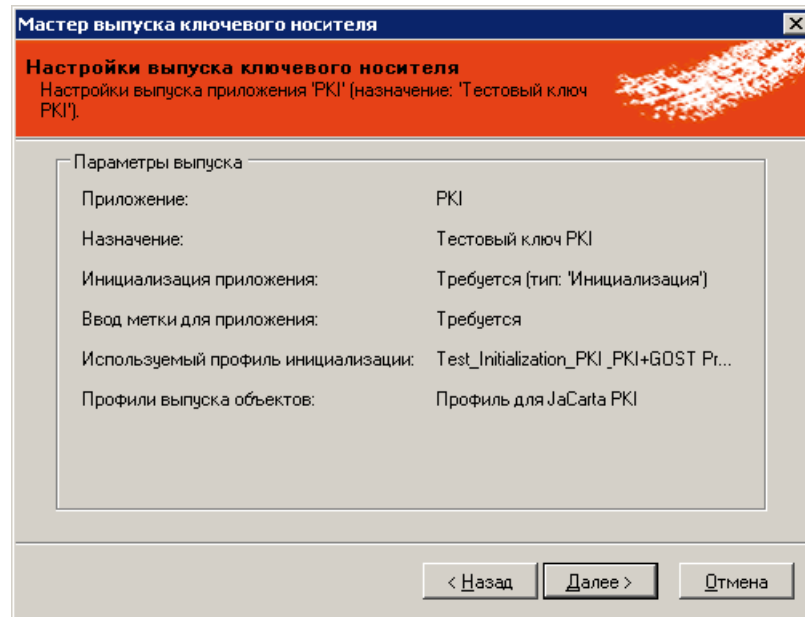 Мастер выпуска ключевого носителя
Настройки выпуска ключевого носителя
Настройки выпуска приложения 'PKI' (назначение: 'Тестовый ключ
PKI').
Параметры выпуска
Приложение: PKI
Назначение: Тестовый ключ PKI
Инициализация приложения: Требуется (тип: 'Инициализация')
Ввод метки для приложения: Требуется
Используемый профиль инициализации: Test_Initialization_PKI _PKI+GOST Pr...
Профили выпуска объектов: Профиль для JaCarta PKI
< Назад Далее > Отмена